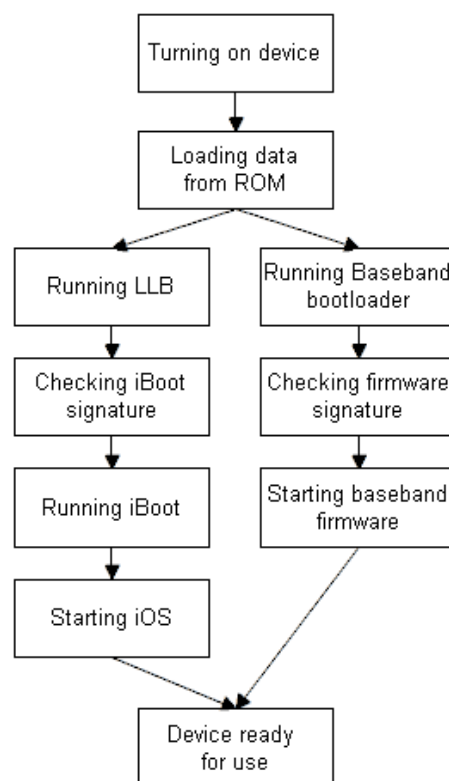 Turning on device
Loading data
from ROM
Running LLB
Checking iBoot
signature
Running iBoot
Starting iOS
Running Baseband
bootloader
Checking firmware
signature
Starting baseband
firmware
Device ready
for use